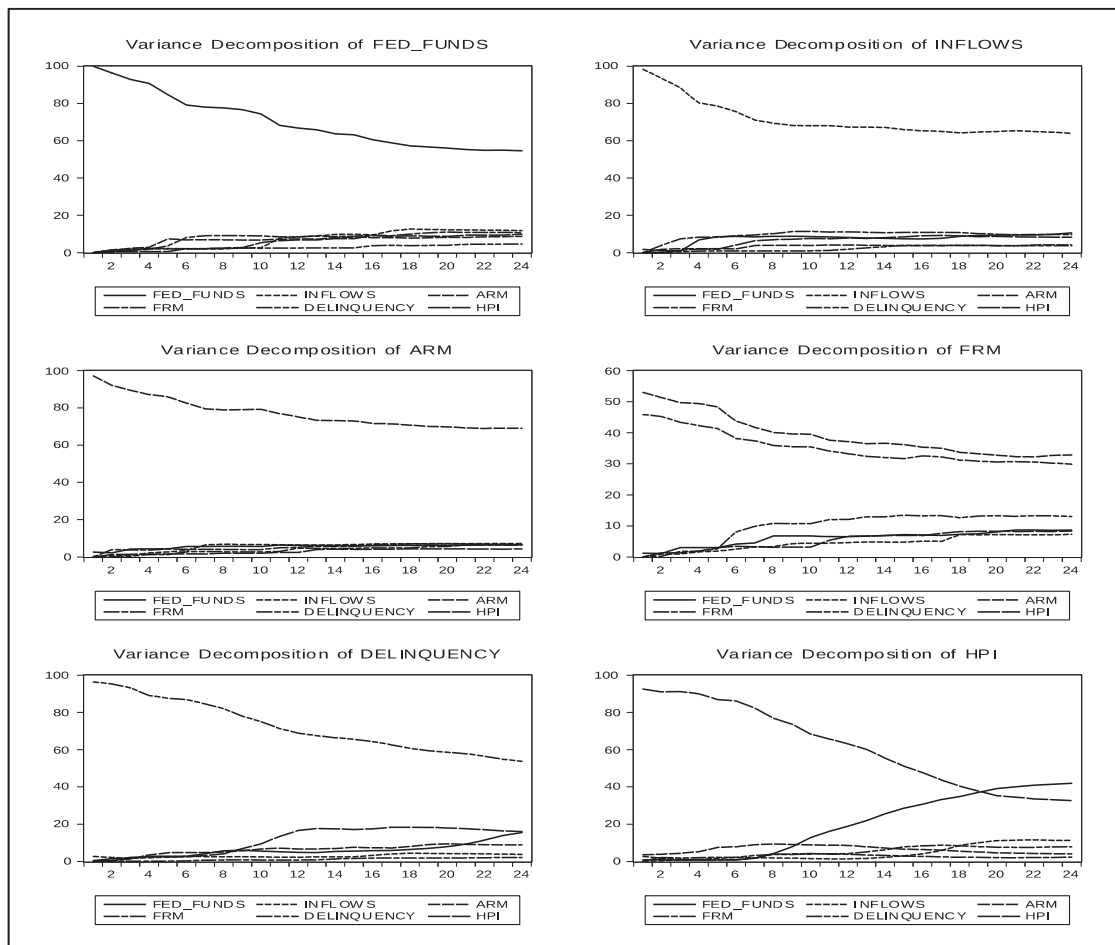 Variance Decomposition of FED_FUNDS
100
80
60
40
20
0
2 4 6 8 10 12 14 16 18 20 22 24
FED_FUNDS INFLOWS ARM
FRM DELINQUENCY HPI
Variance Decomposition of INFLOWS
100
80
60
40
20
0
2 4 6 8 10 12 14 16 18 20 22 24
FED_FUNDS INFLOWS ARM
FRM DELINQUENCY HPI
Variance Decomposition of ARM
100
80
60
40
20
0
2 4 6 8 10 12 14 16 18 20 22 24
FED_FUNDS INFLOWS ARM
FRM DELINQUENCY HPI
Variance Decomposition of FRM
60
50
40
30
20
10
0
2 4 6 8 10 12 14 16 18 20 22 24
FED_FUNDS INFLOWS ARM
FRM DELINQUENCY HPI
Variance Decomposition of DELINQUENCY
100
80
60
40
20
0
2 4 6 8 10 12 14 16 18 20 22 24
FED_FUNDS INFLOWS ARM
FRM DELINQUENCY HPI
Variance Decomposition of HPI
100
80
60
40
20
0
2 4 6 8 10 12 14 16 18 20 22 24
FED_FUNDS INFLOWS ARM
FRM DELINQUENCY HPI